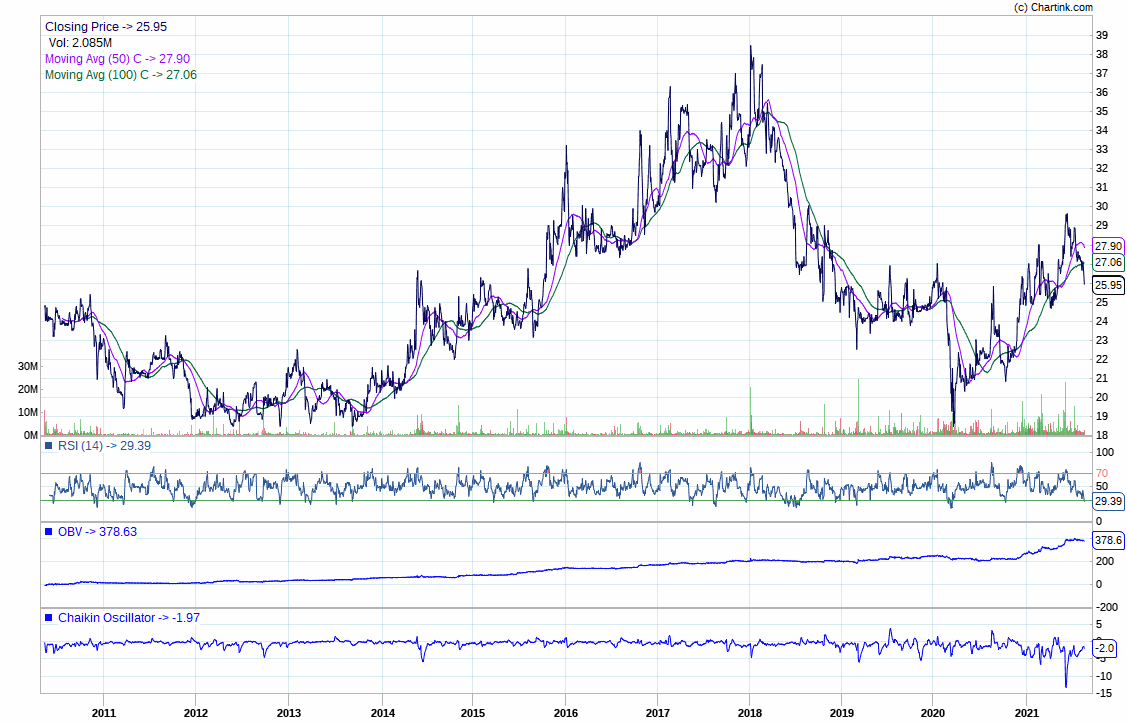 (c) Chartink.com
Closing Price -> 25.95
Vol: 2.085M
Moving Avg (50) C -> 27.90
Moving Avg (100) C -> 27.06
39
38
37
36
35
34
33
32
31
30
29
27.90
27.06
25.95
25
24
23
22
21
20
19
18
30M
20M
10M
0M
RSI (14) -> 29.39
100
70
50
29.39
0
OBV -> 378.63
378.6
200
0
-200
Chaikin Oscillator -> -1.97
5
-2.0
-10
-15
2011 2012 2013 2014 2015 2016 2017 2018 2019 2020 2021